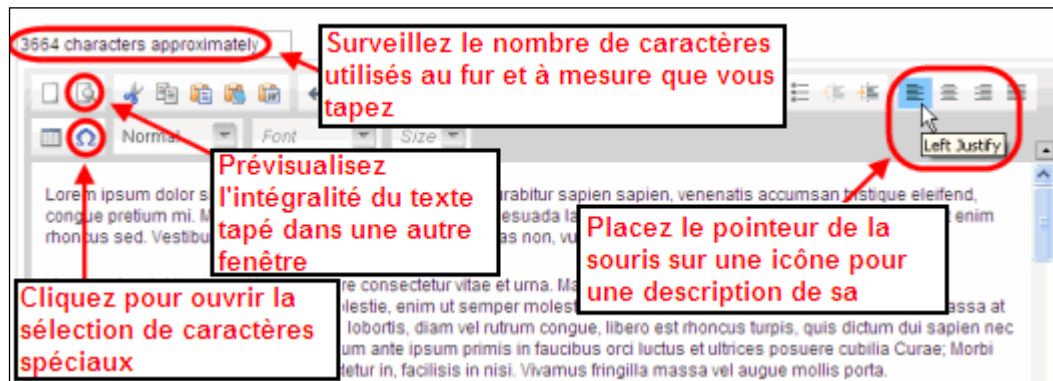 3664 characters approximately
Surveillez le nombre de caractères
utilisés au fur et à mesure que vous
tapez
Normal Font Size
Left Justify
Prévisualisez
l'intégralité du texte
tapé dans une autre
fenêtre
Placez le pointeur de la
souris sur une icône pour
une description de sa
Cliquez pour ouvrir la
sélection de caractères
spéciaux
Lorem ipsum dolor s urabitur sapien sapien, venenatis accumsan tristique eleifend,
congue pretium mi. M esuada la t enim
rhoncus sed. Vestibu as non, vu
re consectetur vitae et urna. Ma
lestie, enim ut semper molest assa at
lobortis, diam vel rutrum congue, libero est rhoncus turpis, quis dictum dui sapien nec
um ante ipsum primis in faucibus orci luctus et ultrices posuere cubilia Curae; Morbi
tetur in, facilisis in nisi. Vivamus fringilla massa vel augue mollis porta.